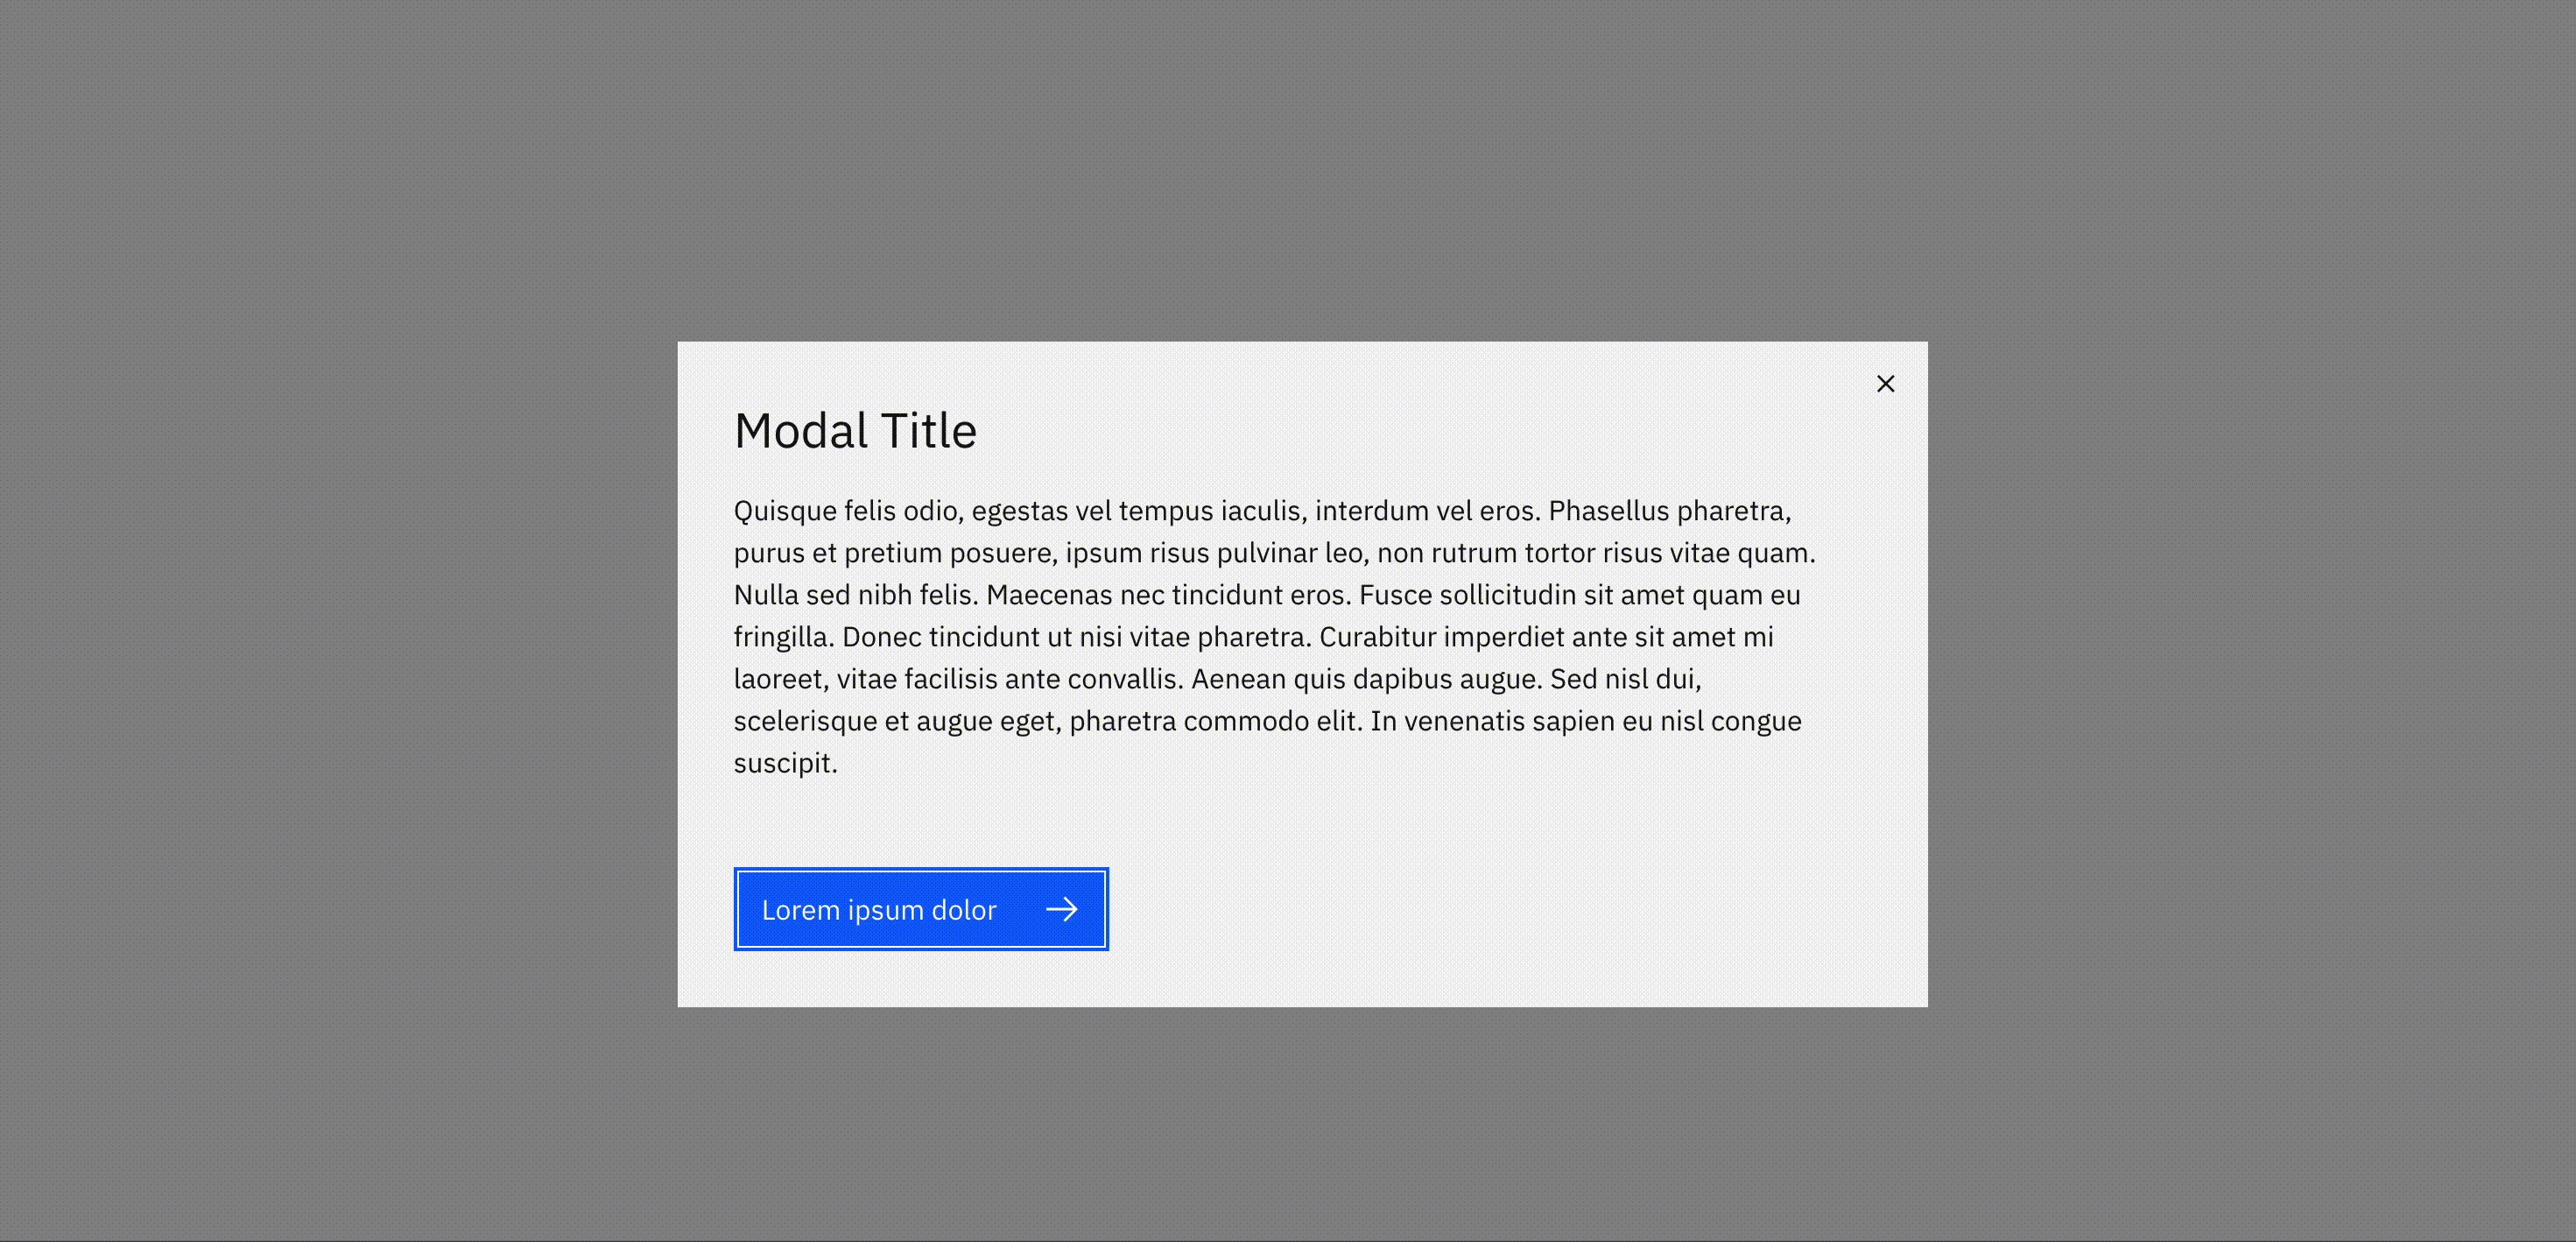 Modal Title
Quisque felis odio, egestas vel tempus iaculis, interdum vel eros. Phasellus pharetra,
purus et pretium posuere, ipsum risus pulvinar leo, non rutrum tortor risus vitae quam.
Nulla sed nibh felis. Maecenas nec tincidunt eros. Fusce sollicitudin sit amet quam eu
fringilla. Donec tincidunt ut nisi vitae pharetra. Curabitur imperdiet ante sit amet mi
laoreet, vitae facilisis ante convallis. Aenean quis dapibus augue. Sed nisl dui,
scelerisque et augue eget, pharetra commodo elit. In venenatis sapien eu nisl congue
suscipit.
Lorem ipsum dolor